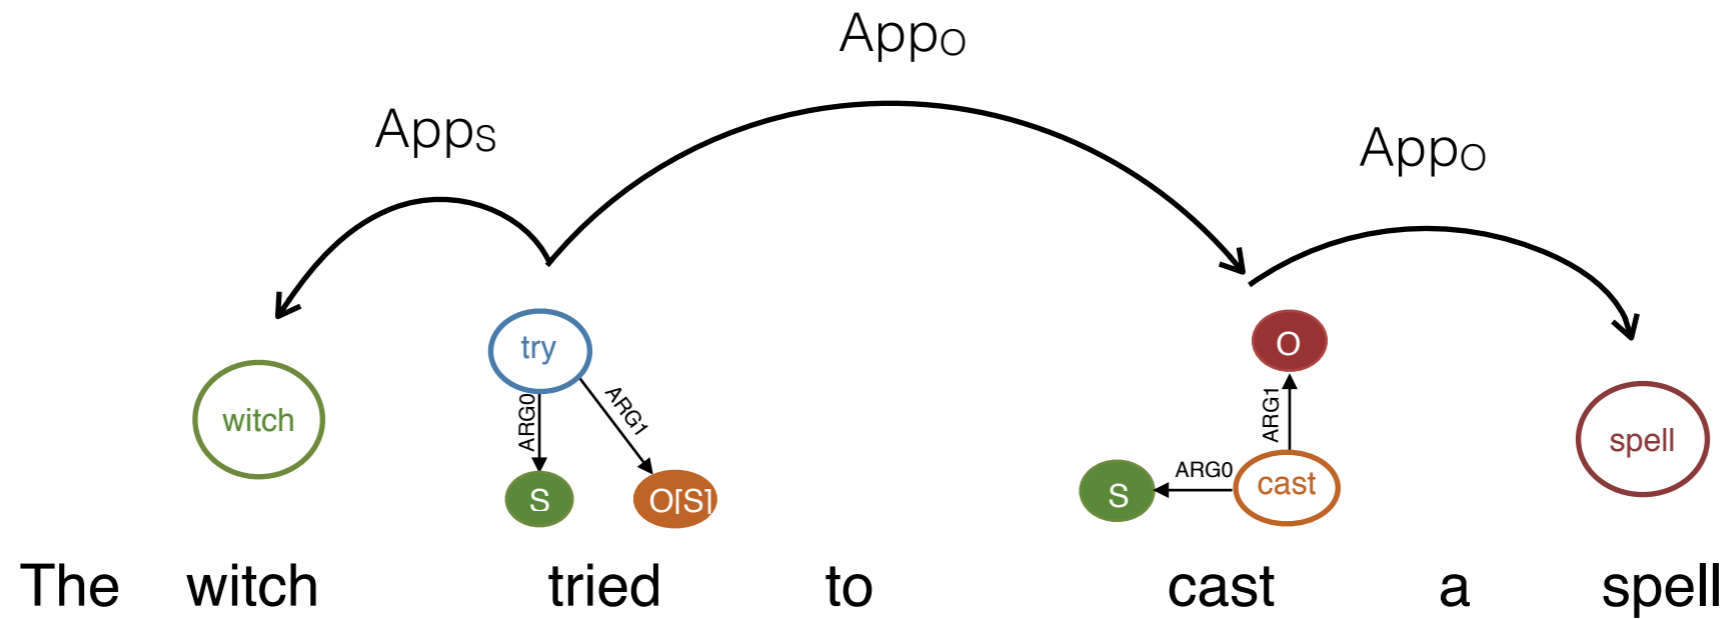 AppO
AppS
AppO
try
O
ARG0
ARG1
ARG1
witch
spell
ARG0
cast
S
O[S]
S
The witch tried to cast a spell